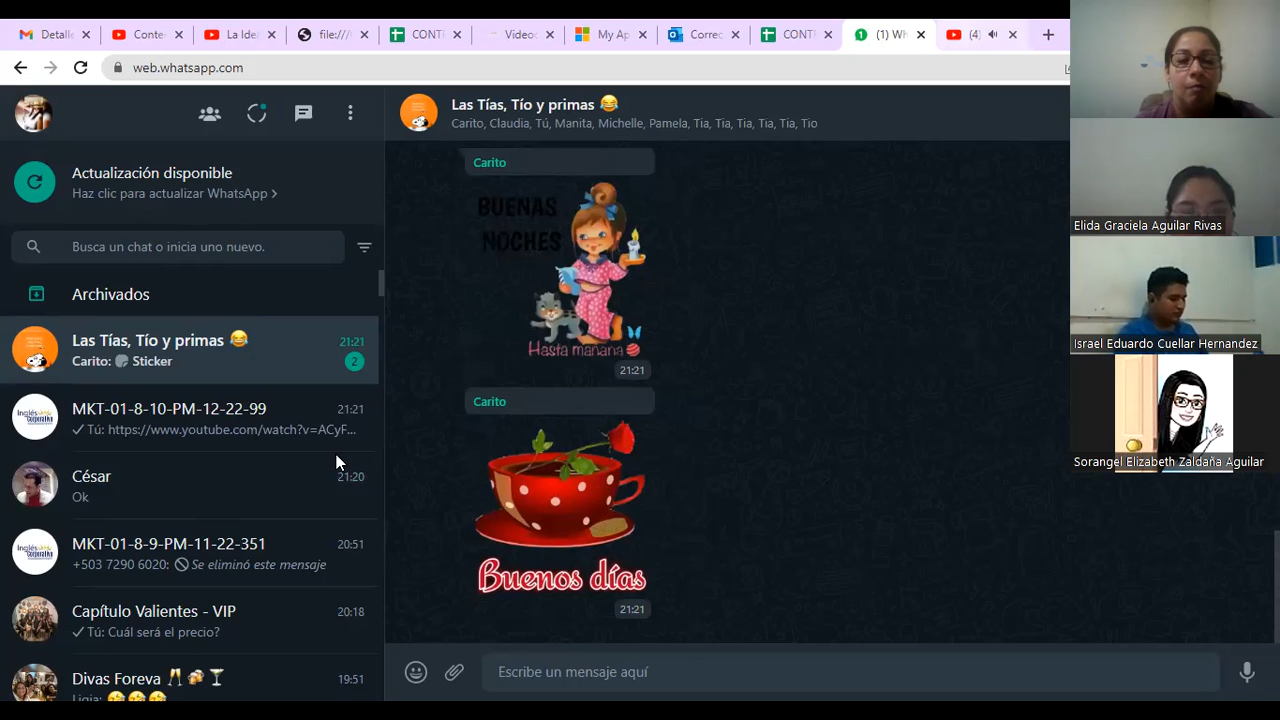 Detalle
Conte
La Ide
file:///
CONTI
Videoc
My Ap
Correc
CONTI
(1) Wh
(4)
web.whatsapp.com
Las Tías, Tío y primas 😂
Carito, Claudia, Tú, Manita, Michelle, Pamela, Tia, Tia, Tia, Tia, Tia, Tio
Actualización disponible
Haz clic para actualizar WhatsApp >
Busca un chat o inicia uno nuevo.
Archivados
Las Tías, Tío y primas 😂 21:21
Carito: Sticker 2
MKT-01-8-10-PM-12-22-99 21:21
✓ Tú: https://www.youtube.com/watch?v=ACyF...
César 21:20
Ok
MKT-01-8-9-PM-11-22-351 20:51
+503 7290 6020: Se eliminó este mensaje
Capítulo Valientes - VIP 20:18
✓ Tú: Cuál será el precio?
Divas Foreva 🥂🍻🍸 19:51
Ligia: 🤣🤣🤣
Carito
BUENAS
NOCHES
Hasta mañana
21:21
Carito
Buenos días
21:21
Escribe un mensaje aquí
Elida Graciela Aguilar Rivas
Israel Eduardo Cuellar Hernandez
Sorangel Elizabeth Zaldaña Aguilar